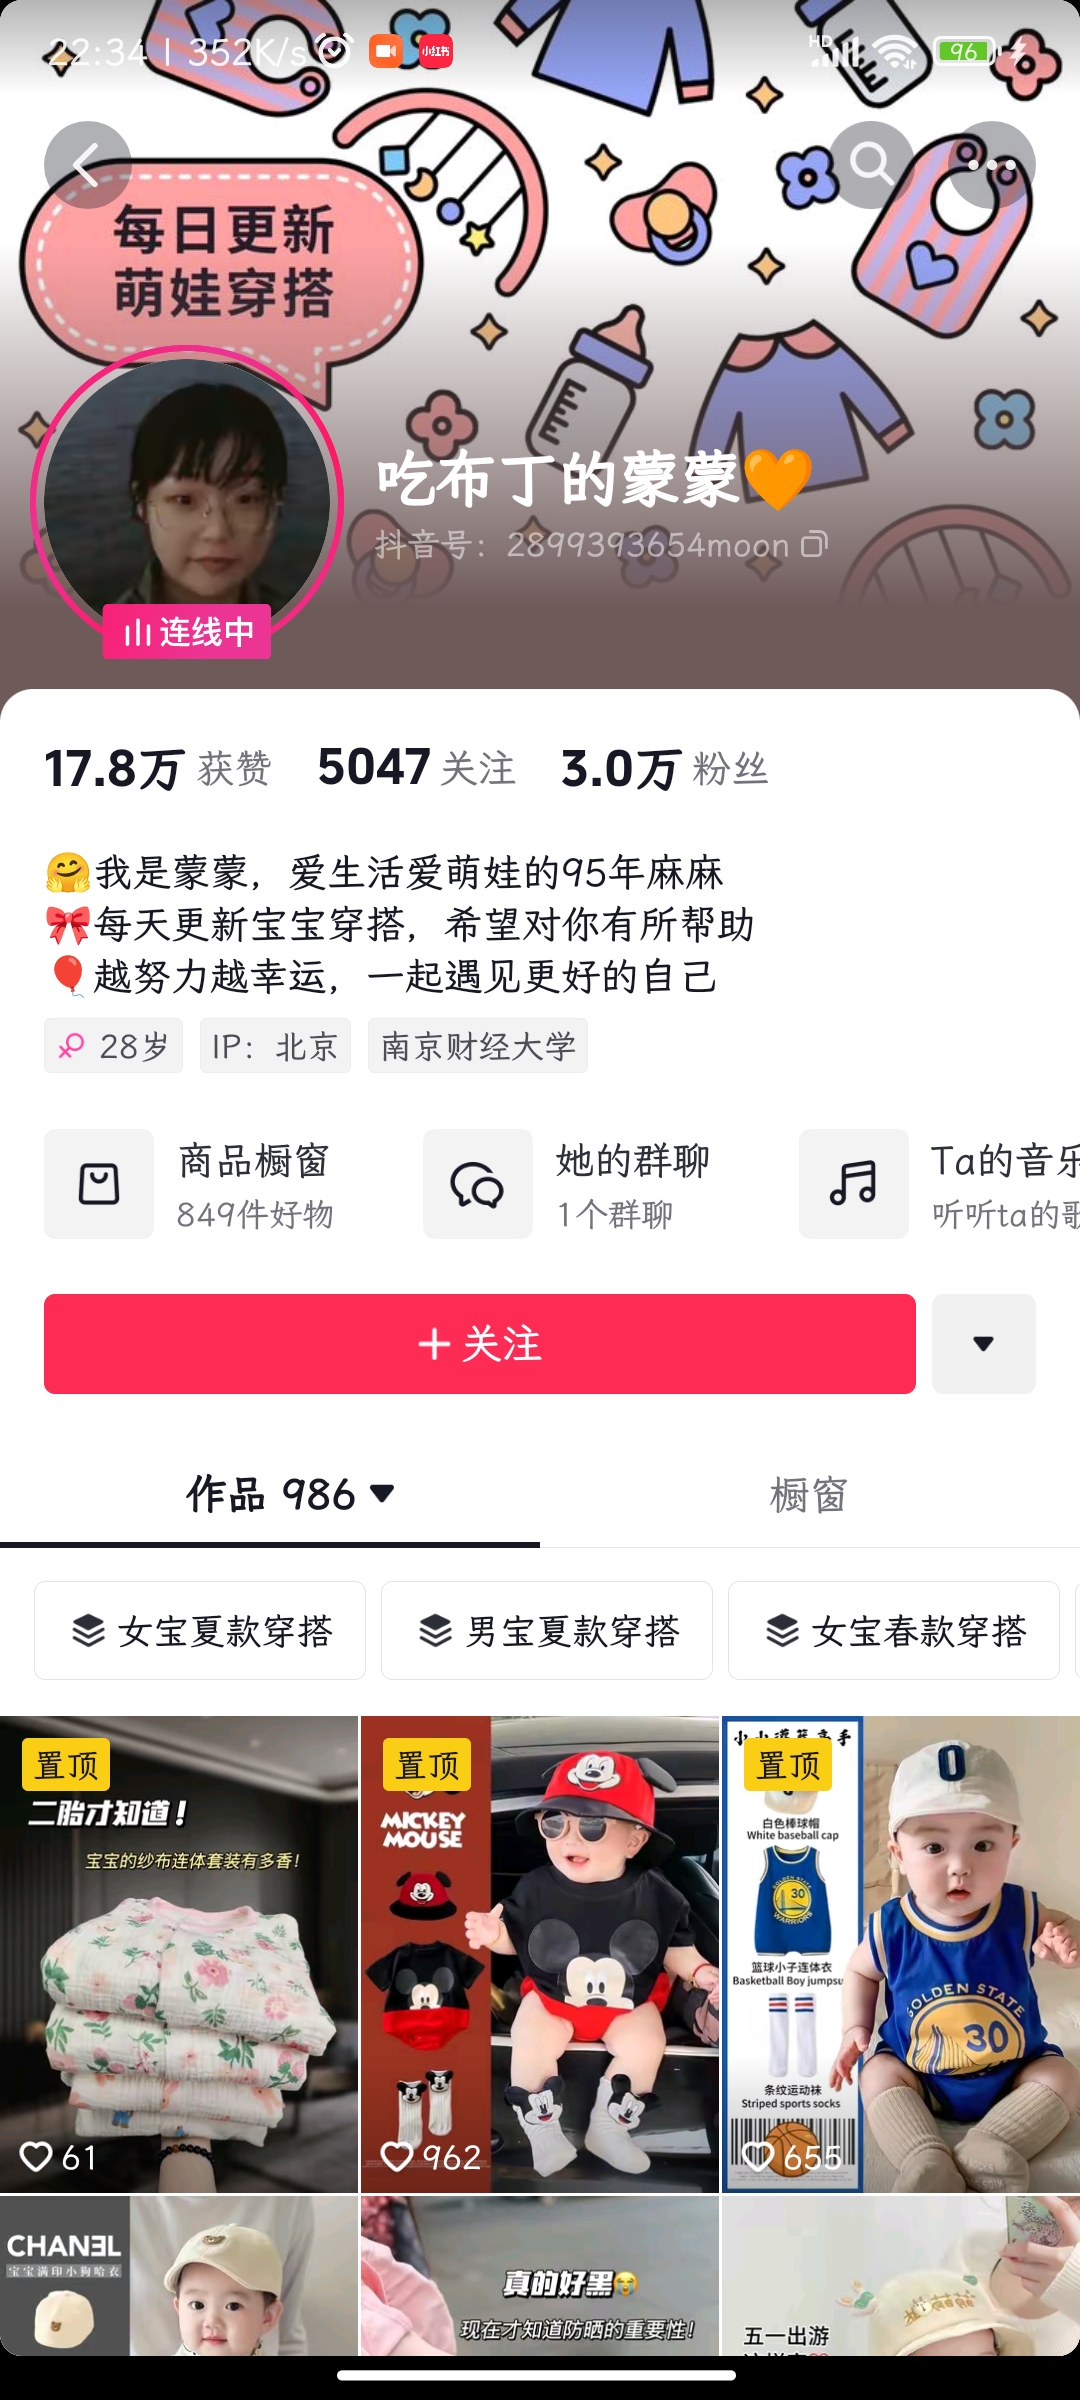 22:34 | 352K/s
小红书
HD
96
每日更新
萌娃穿搭
吃布丁的蒙蒙🧡
抖音号：2899393654moon
连线中
17.8万 获赞 5047 关注 3.0万 粉丝
🤗我是蒙蒙，爱生活爱萌娃的95年麻麻
🎀每天更新宝宝穿搭，希望对你有所帮助
🎈越努力越幸运，一起遇见更好的自己
28岁 IP：北京 南京财经大学
商品橱窗
849件好物
她的群聊
1个群聊
Ta的音乐
听听ta的歌
+ 关注
作品 986
橱窗
女宝夏款穿搭
男宝夏款穿搭
女宝春款穿搭
置顶
二胎才知道！
宝宝的纱布连体套装有多香！
61
置顶
MICKEY
MOUSE
962
置顶
白色棒球帽
White baseball cap
30
WARRIORS
篮球小子连体衣
Basketball Boy jumpsu
条纹运动袜
Striped sports socks
0
GOLDEN STATE
30
655
CHANEL
宝宝满印小狗哈衣
真的好黑😭
现在才知道防晒的重要性！
五一出游